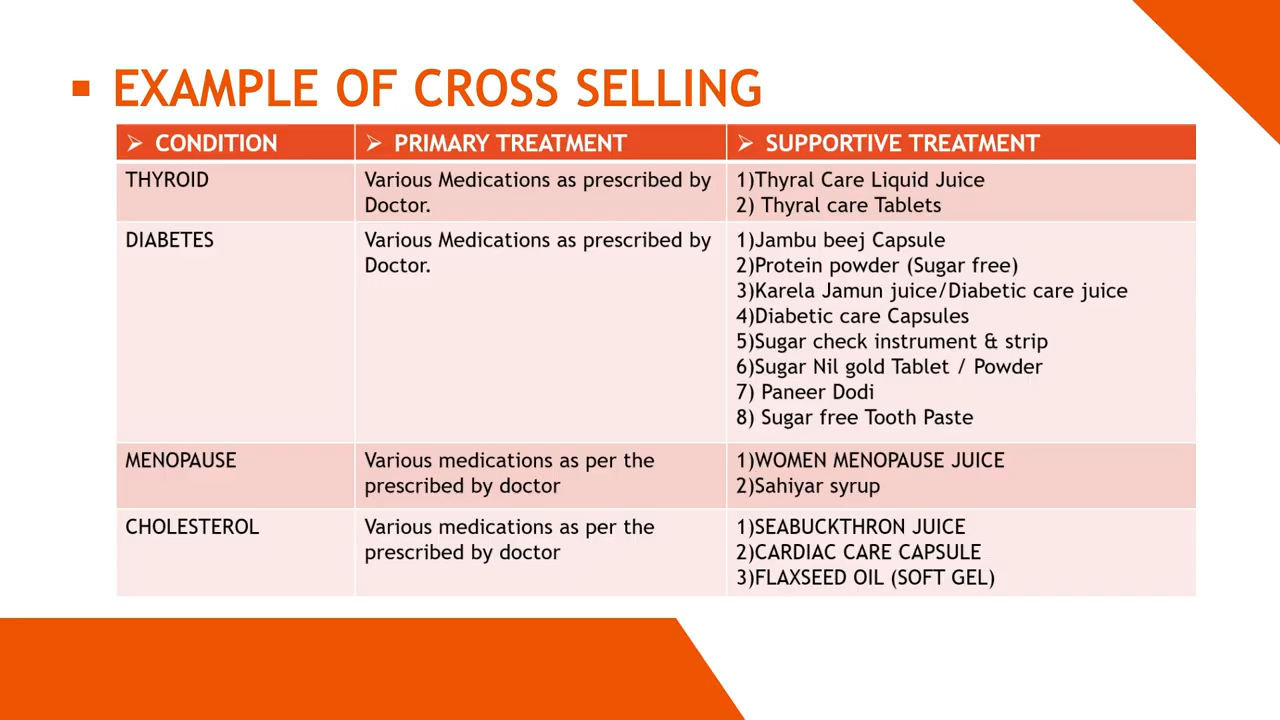 ▪ EXAMPLE OF CROSS SELLING
➢ CONDITION ➢ PRIMARY TREATMENT ➢ SUPPORTIVE TREATMENT
THYROID
Various Medications as prescribed by
Doctor.
1)Thyral Care Liquid Juice
2) Thyral care Tablets
DIABETES
Various Medications as prescribed by
Doctor.
1)Jambu beej Capsule
2)Protein powder (Sugar free)
3)Karela Jamun juice/Diabetic care juice
4)Diabetic care Capsules
5)Sugar check instrument & strip
6)Sugar Nil gold Tablet / Powder
7) Paneer Dodi
8) Sugar free Tooth Paste
MENOPAUSE
Various medications as per the
prescribed by doctor
1)WOMEN MENOPAUSE JUICE
2)Sahiyar syrup
CHOLESTEROL
Various medications as per the
prescribed by doctor
1)SEABUCKTHRON JUICE
2)CARDIAC CARE CAPSULE
3)FLAXSEED OIL (SOFT GEL)